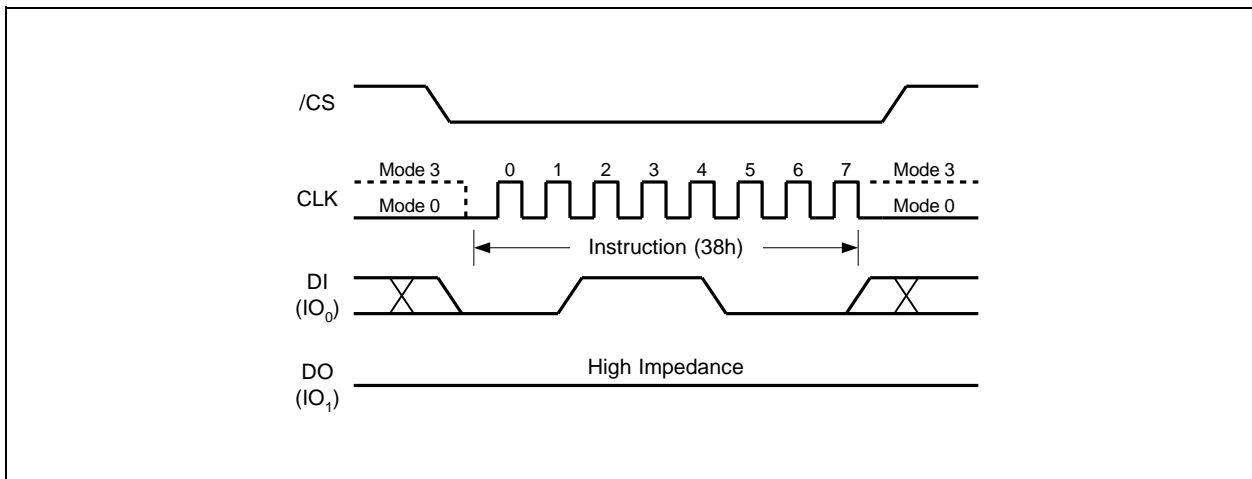 /CS
Mode 3 0 1 2 3 4 5 6 7 Mode 3
CLK
Mode 0 Mode 0
Instruction (38h)
DI
(IO₀)
High Impedance
DO
(IO₁)